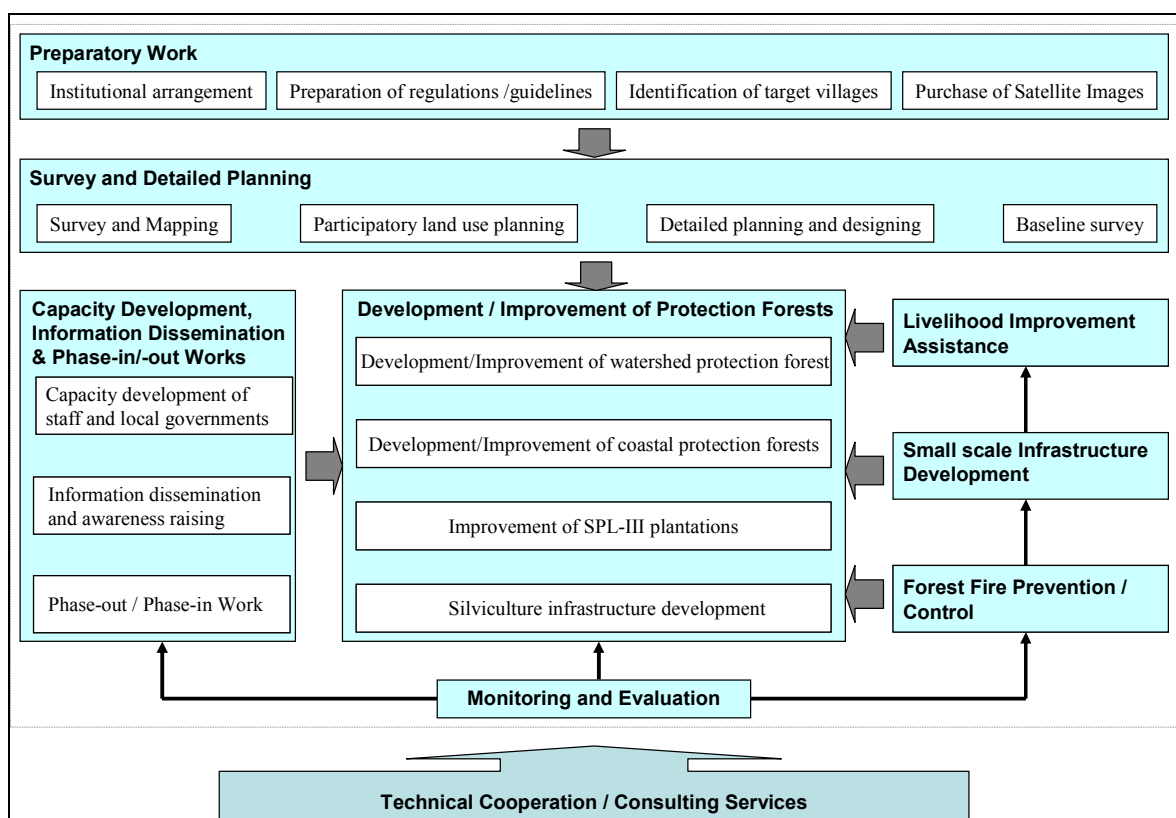 Preparatory Work
Institutional arrangement
Preparation of regulations /guidelines
Identification of target villages
Purchase of Satellite Images
Survey and Detailed Planning
Survey and Mapping
Participatory land use planning
Detailed planning and designing
Baseline survey
Capacity Development,
Information Dissemination
& Phase-in/-out Works
Capacity development of
staff and local governments
Information dissemination
and awareness raising
Phase-out / Phase-in Work
Development / Improvement of Protection Forests
Development/Improvement of watershed protection forest
Development/Improvement of coastal protection forests
Improvement of SPL-III plantations
Silviculture infrastructure development
Livelihood Improvement
Assistance
Small scale Infrastructure
Development
Forest Fire Prevention /
Control
Monitoring and Evaluation
Technical Cooperation / Consulting Services